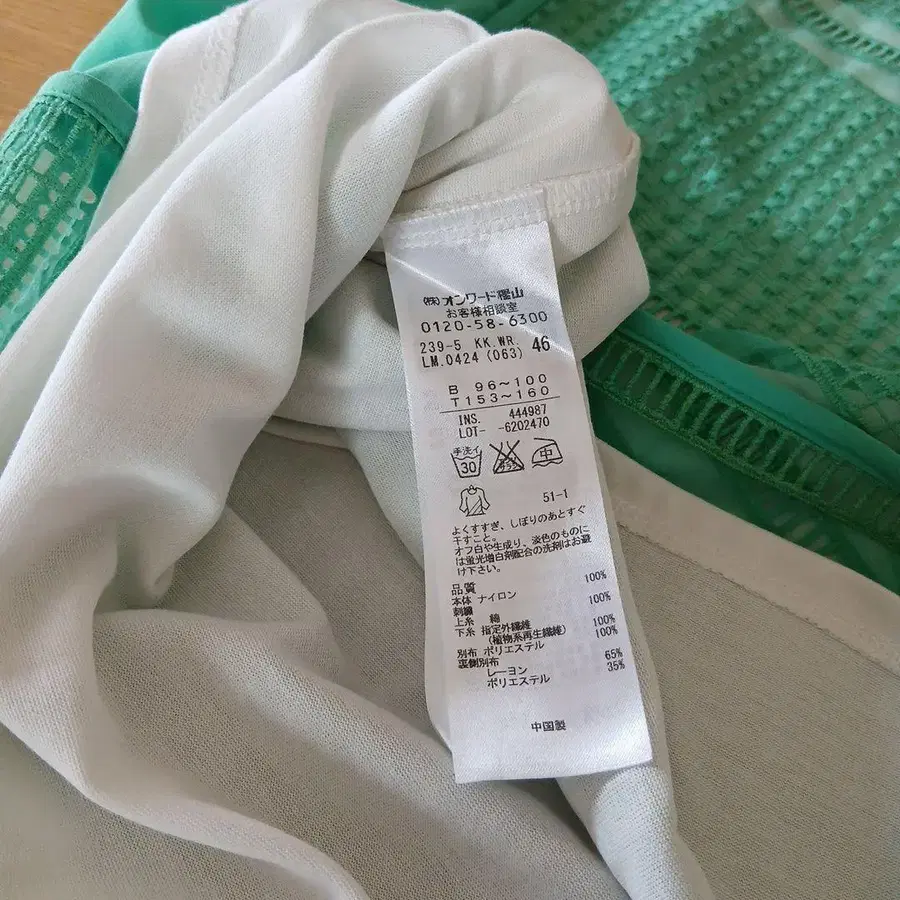 (株)オンワード樫山
お客様相談室
0120-58-6300
239-5 KK.WR. 46
LM.0424 (063)
B 96～100
T 153～160
INS. 444987
LOT- -6202470
手洗イ
30
中
51-1
よくすすぎ、しぼりのあとすぐ
干すこと。
オフ白や生成り、淡色のものに
は蛍光増白剤配合の洗剤はお避
け下さい。
品質
本体 ナイロン 100%
刺繍
上糸 綿 100%
下糸 指定外繊維 100%
(植物系再生繊維)
別布 ポリエステル 100%
裏側別布
レーヨン 65%
ポリエステル 35%
中国製